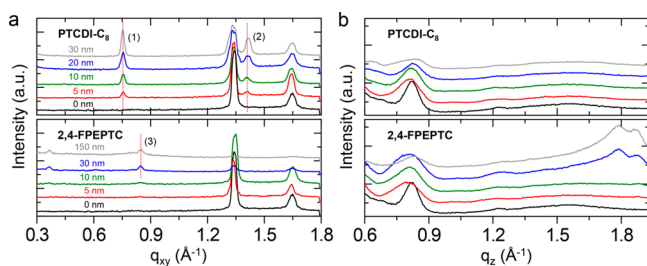 a
Intensity (a.u.)
PTCDI-C₈
(1)
(2)
30 nm
20 nm
10 nm
5 nm
0 nm
2,4-FPEPTC
(3)
150 nm
30 nm
10 nm
5 nm
0 nm
0.3 0.6 0.9 1.2 1.5 1.8
q_xy (Å⁻¹)
b
Intensity (a.u.)
PTCDI-C₈
2,4-FPEPTC
0.6 0.9 1.2 1.5 1.8
q_z (Å⁻¹)